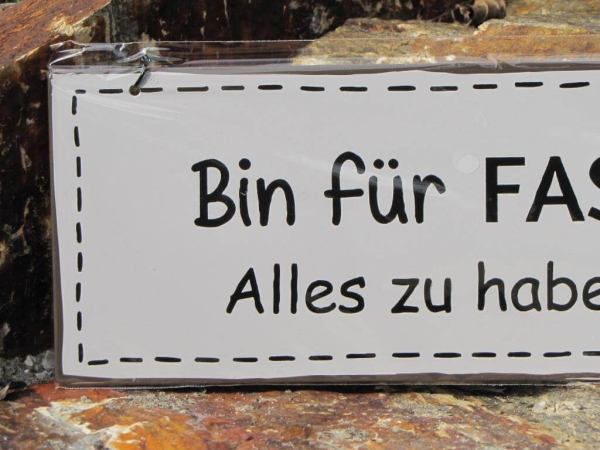 Bin für FAS
Alles zu habe